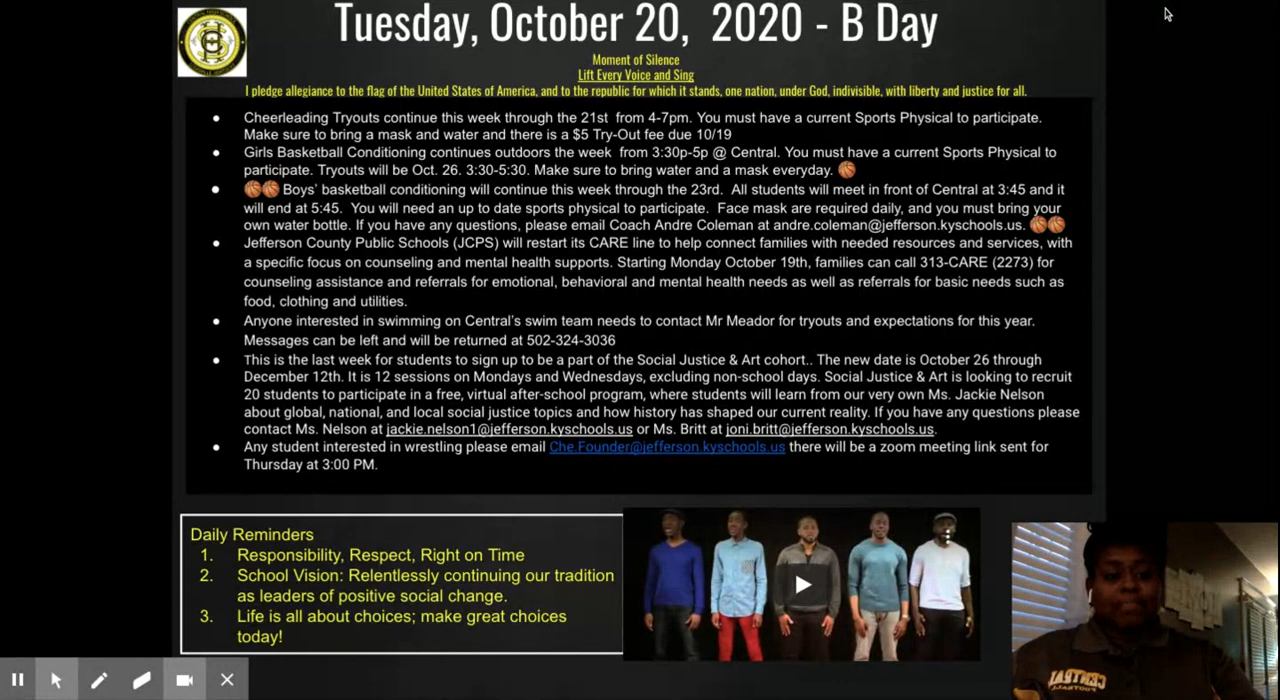 Tuesday, October 20, 2020 - B Day
Moment of Silence
Lift Every Voice and Sing
I pledge allegiance to the flag of the United States of America, and to the republic for which it stands, one nation, under God, indivisible, with liberty and justice for all.
● Cheerleading Tryouts continue this week through the 21st from 4-7pm. You must have a current Sports Physical to participate.
Make sure to bring a mask and water and there is a $5 Try-Out fee due 10/19
● Girls Basketball Conditioning continues outdoors the week from 3:30p-5p @ Central. You must have a current Sports Physical to
participate. Tryouts will be Oct. 26. 3:30-5:30. Make sure to bring water and a mask everyday. 🏀
● 🏀🏀 Boys' basketball conditioning will continue this week through the 23rd. All students will meet in front of Central at 3:45 and it
will end at 5:45. You will need an up to date sports physical to participate. Face mask are required daily, and you must bring your
own water bottle. If you have any questions, please email Coach Andre Coleman at andre.coleman@jefferson.kyschools.us. 🏀🏀
● Jefferson County Public Schools (JCPS) will restart its CARE line to help connect families with needed resources and services, with
a specific focus on counseling and mental health supports. Starting Monday October 19th, families can call 313-CARE (2273) for
counseling assistance and referrals for emotional, behavioral and mental health needs as well as referrals for basic needs such as
food, clothing and utilities.
● Anyone interested in swimming on Central's swim team needs to contact Mr Meador for tryouts and expectations for this year.
Messages can be left and will be returned at 502-324-3036
● This is the last week for students to sign up to be a part of the Social Justice & Art cohort.. The new date is October 26 through
December 12th. It is 12 sessions on Mondays and Wednesdays, excluding non-school days. Social Justice & Art is looking to recruit
20 students to participate in a free, virtual after-school program, where students will learn from our very own Ms. Jackie Nelson
about global, national, and local social justice topics and how history has shaped our current reality. If you have any questions please
contact Ms. Nelson at jackie.nelson1@jefferson.kyschools.us or Ms. Britt at joni.britt@jefferson.kyschools.us.
● Any student interested in wrestling please email Che.Founder@jefferson.kyschools.us there will be a zoom meeting link sent for
Thursday at 3:00 PM.
Daily Reminders
1. Responsibility, Respect, Right on Time
2. School Vision: Relentlessly continuing our tradition
as leaders of positive social change.
3. Life is all about choices; make great choices
today!
CENTRAL
FOOTBALL